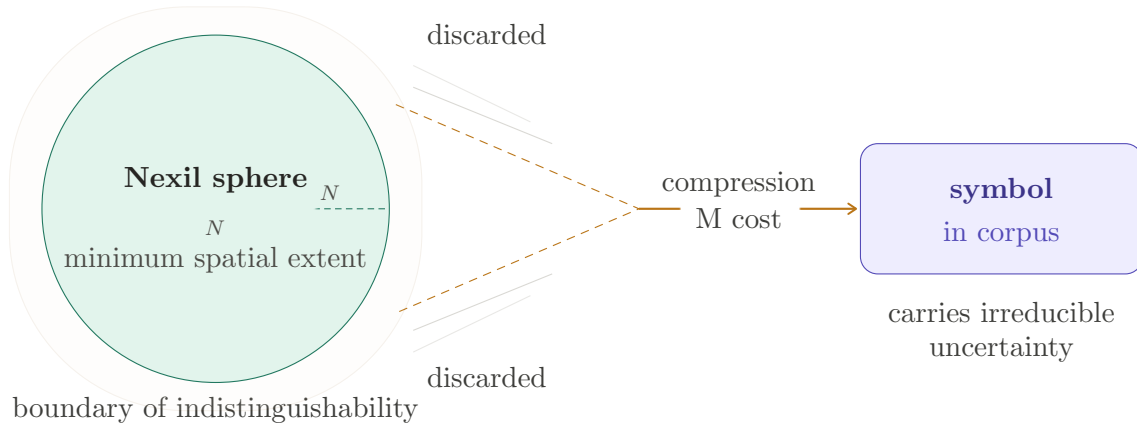 discarded
Nexil sphere
N
N
minimum spatial extent
compression
M cost
symbol
in corpus
carries irreducible
uncertainty
discarded
boundary of indistinguishability